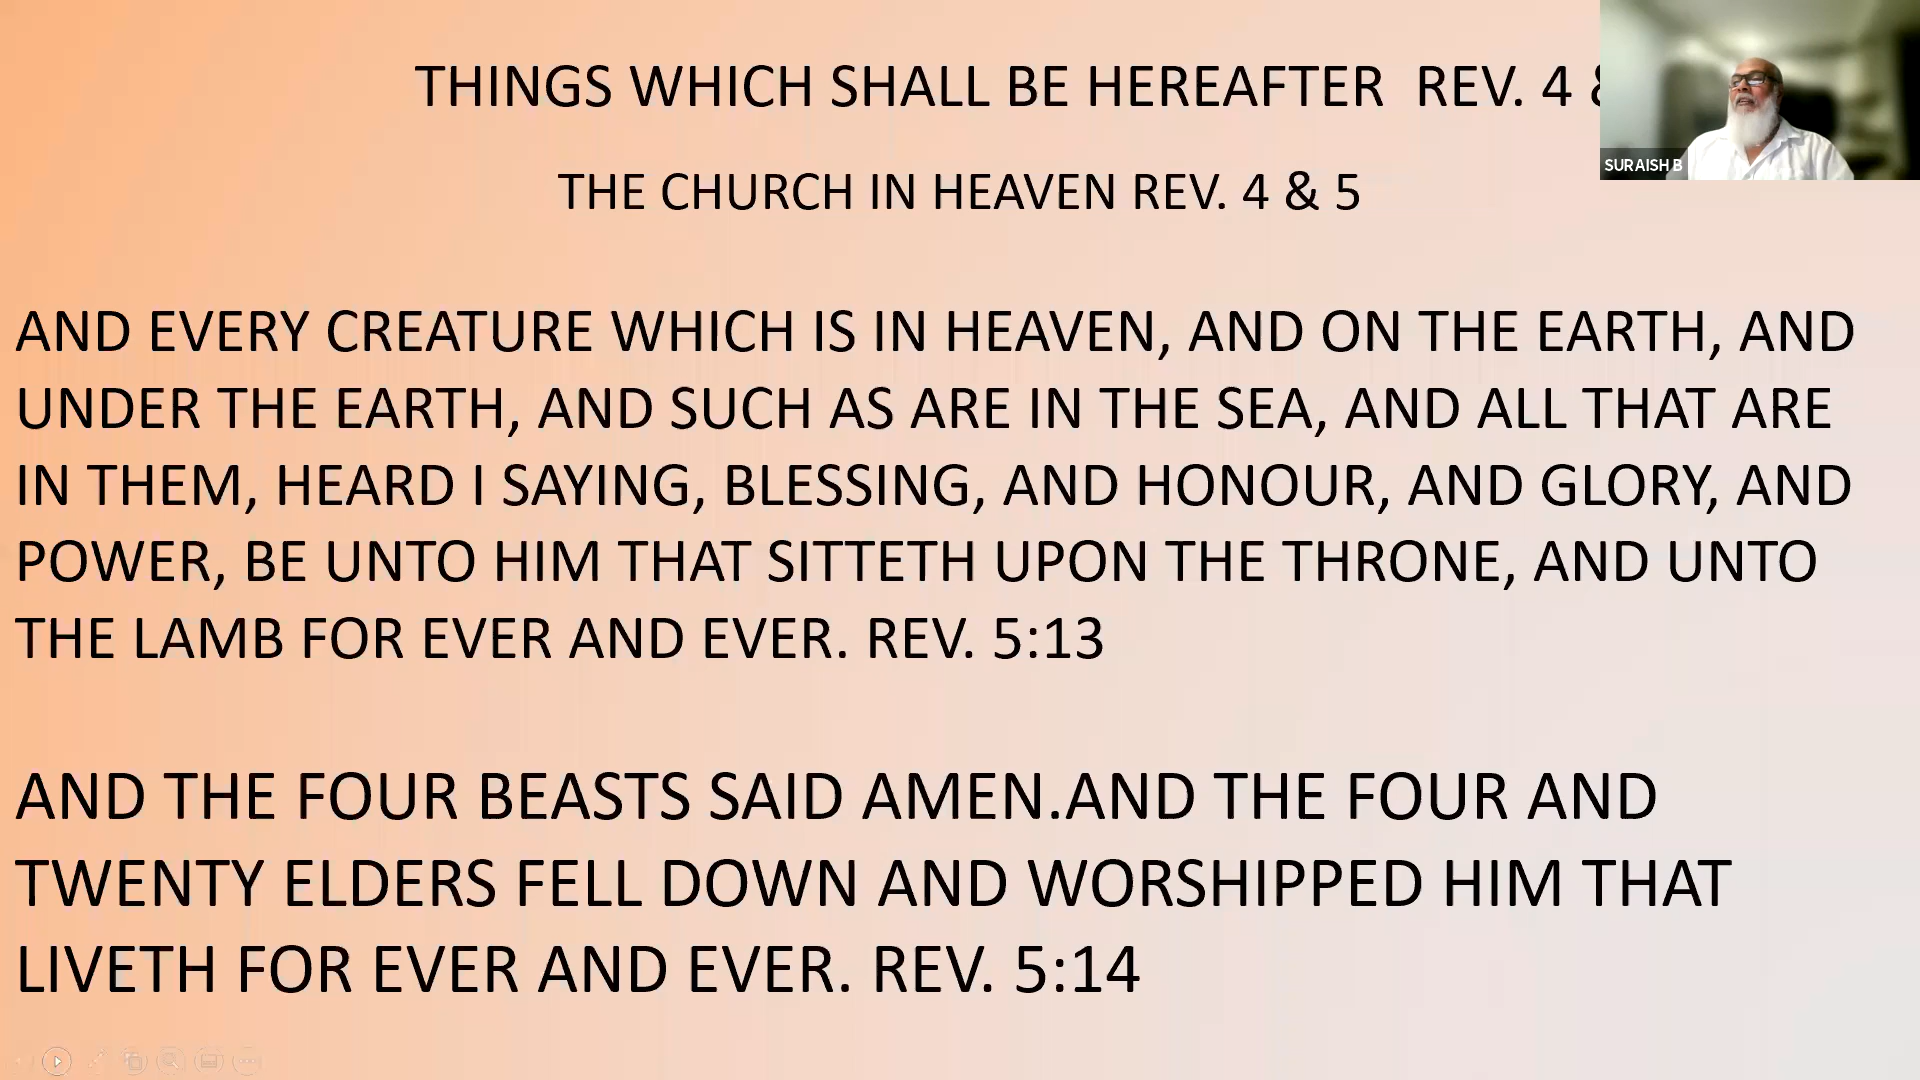 THINGS WHICH SHALL BE HEREAFTER REV. 4
SURAISH B
THE CHURCH IN HEAVEN REV. 4 & 5
AND EVERY CREATURE WHICH IS IN HEAVEN, AND ON THE EARTH, AND
UNDER THE EARTH, AND SUCH AS ARE IN THE SEA, AND ALL THAT ARE
IN THEM, HEARD I SAYING, BLESSING, AND HONOUR, AND GLORY, AND
POWER, BE UNTO HIM THAT SITTETH UPON THE THRONE, AND UNTO
THE LAMB FOR EVER AND EVER. REV. 5:13
AND THE FOUR BEASTS SAID AMEN.AND THE FOUR AND
TWENTY ELDERS FELL DOWN AND WORSHIPPED HIM THAT
LIVETH FOR EVER AND EVER. REV. 5:14